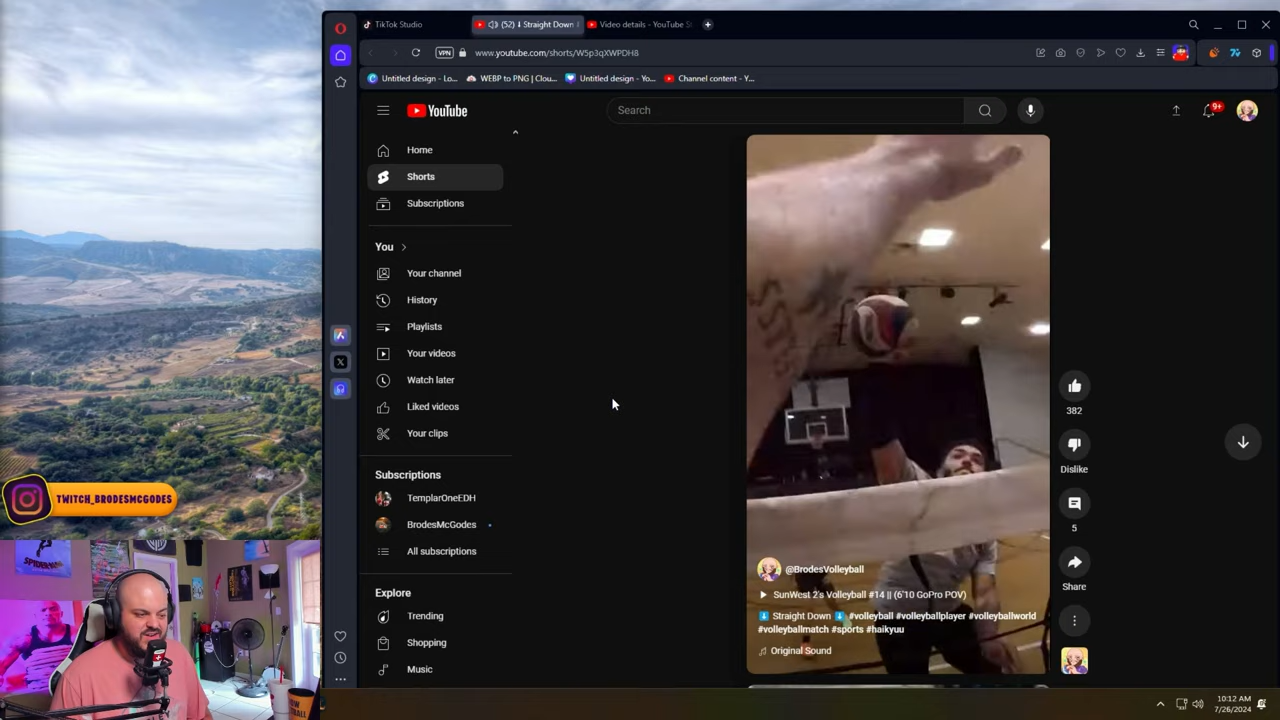 TikTok Studio
(52) ⬇ Straight Down
Video details - YouTube St
VPN
www.youtube.com/shorts/W5p3qXWPDH8
Untitled design - Lo...
WEBP to PNG | Clou...
Untitled design - Yo...
Channel content - Y...
YouTube
Search
9+
Home
Shorts
Subscriptions
You
Your channel
History
Playlists
Your videos
Watch later
Liked videos
Your clips
Subscriptions
TemplarOneEDH
BrodesMcGodes
All subscriptions
Explore
Trending
Shopping
Music
382
Dislike
5
Share
@BrodesVolleyball
SunWest 2's Volleyball #14 || (6'10 GoPro POV)
⬇ Straight Down ⬇ #volleyball #volleyballplayer #volleyballworld
#volleyballmatch #sports #haikyuu
Original Sound
TWITCH_BRODESMCGODES
10:12 AM
7/26/2024